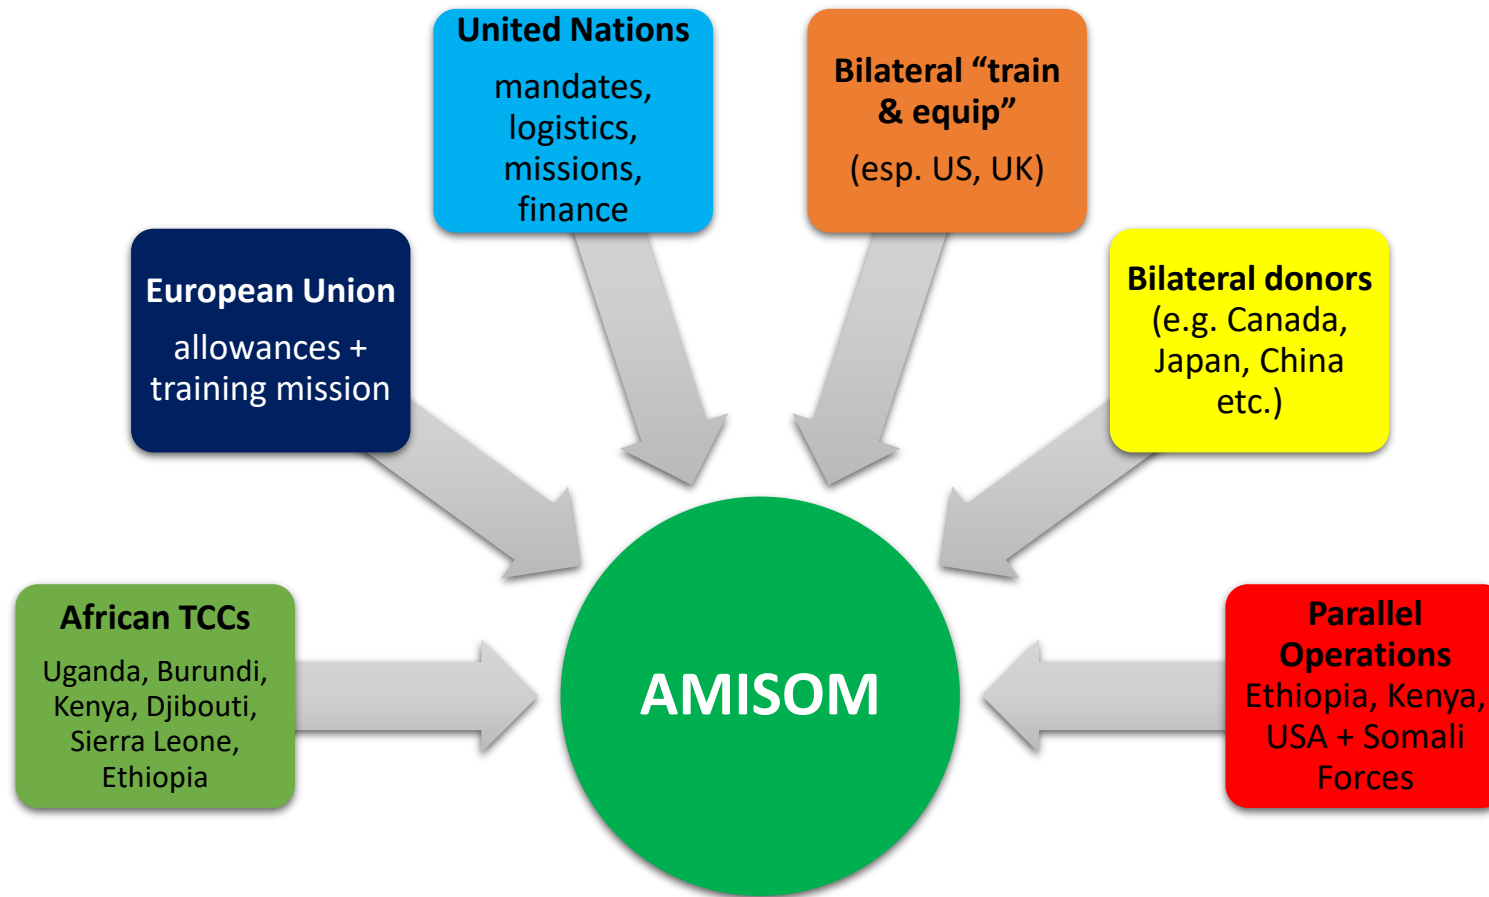 United Nations
mandates,
logistics,
missions,
finance
Bilateral “train
& equip”
(esp. US, UK)
European Union
allowances +
training mission
Bilateral donors
(e.g. Canada,
Japan, China
etc.)
African TCCs
Uganda, Burundi,
Kenya, Djibouti,
Sierra Leone,
Ethiopia
AMISOM
Parallel
Operations
Ethiopia, Kenya,
USA + Somali
Forces